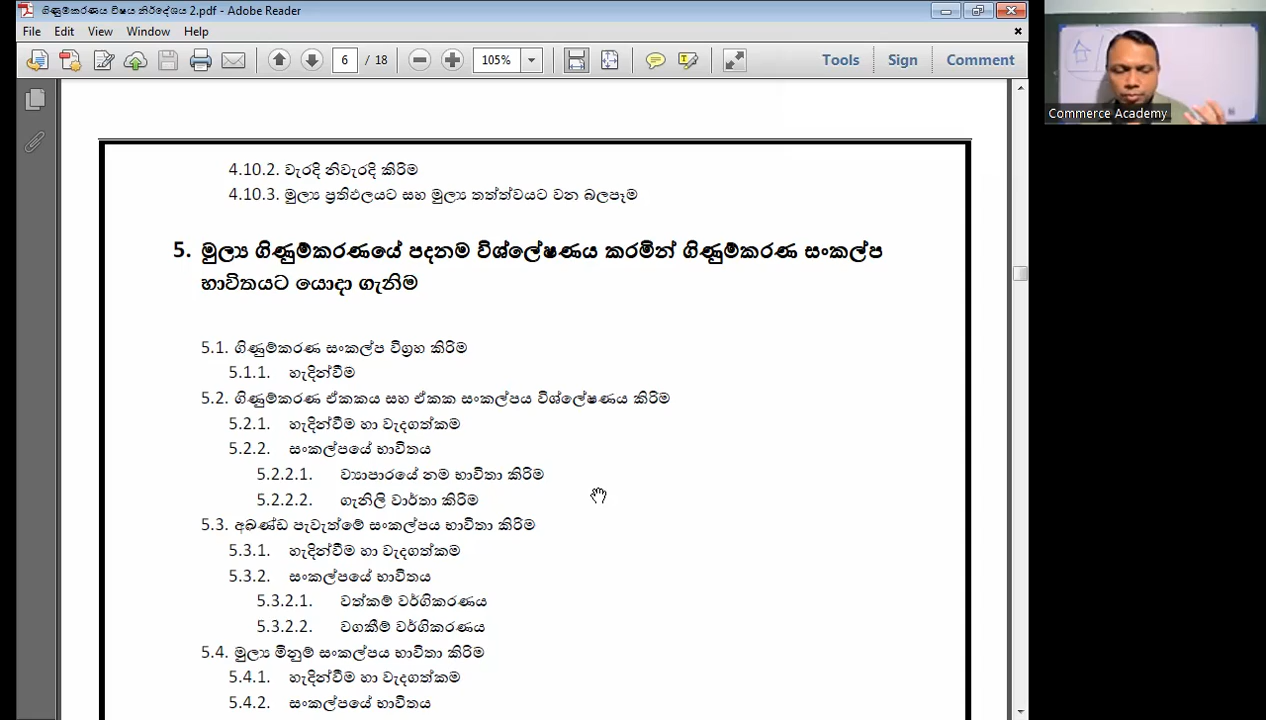 ගිණුම්කරණය විෂය නිර්දේශය 2.pdf - Adobe Reader
File Edit View Window Help
6 / 18 105% Tools Sign Comment
Commerce Academy
4.10.2. වැරදි නිවැරදි කිරීම
4.10.3. මූල්‍ය ප්‍රතිඵලයට සහ මූල්‍ය තත්ත්වයට වන බලපෑම
5. මූල්‍ය ගිණුම්කරණයේ පදනම විශ්ලේෂණය කරමින් ගිණුම්කරණ සංකල්ප
භාවිතයට යොදා ගැනීම
5.1. ගිණුම්කරණ සංකල්ප විග්‍රහ කිරීම
5.1.1. හැදින්වීම
5.2. ගිණුම්කරණ ඒකකය සහ ඒකක සංකල්පය විශ්ලේෂණය කිරීම
5.2.1. හැදින්වීම හා වැදගත්කම
5.2.2. සංකල්පයේ භාවිතය
5.2.2.1. ව්‍යාපාරයේ නම භාවිතා කිරීම
5.2.2.2. ගැනිලි වාර්තා කිරීම
5.3. අඛණ්ඩ පැවැත්මේ සංකල්පය භාවිතා කිරීම
5.3.1. හැදින්වීම හා වැදගත්කම
5.3.2. සංකල්පයේ භාවිතය
5.3.2.1. වත්කම් වර්ගීකරණය
5.3.2.2. වගකීම් වර්ගීකරණය
5.4. මූල්‍ය මිනුම් සංකල්පය භාවිතා කිරීම
5.4.1. හැදින්වීම හා වැදගත්කම
5.4.2. සංකල්පයේ භාවිතය